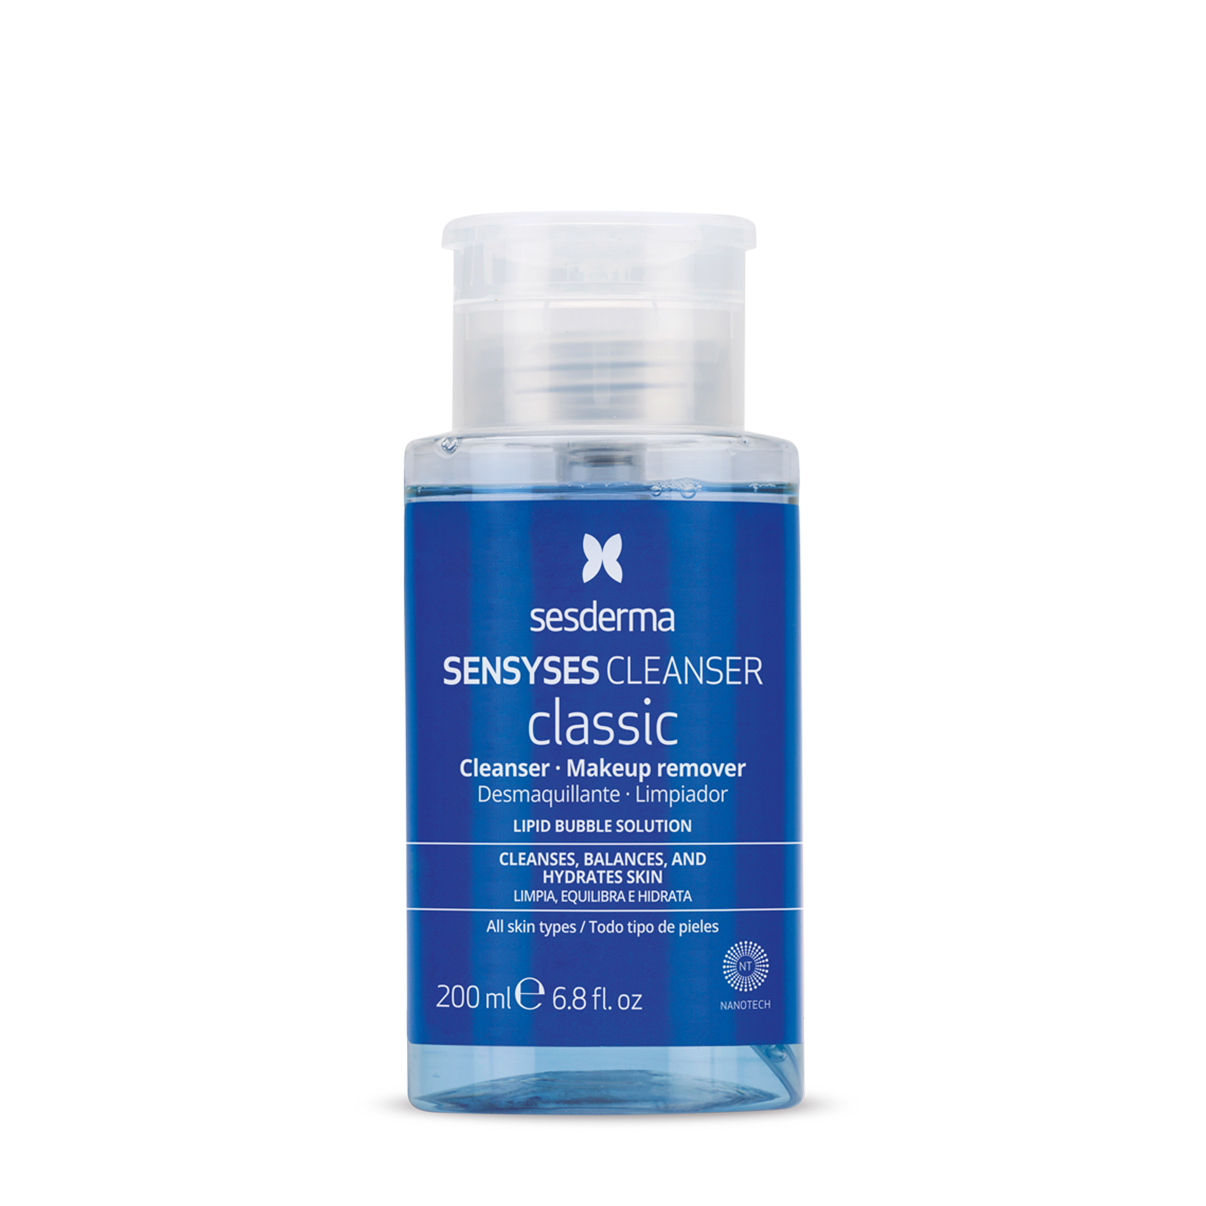 sesderma
SENSYSES CLEANSER
classic
Cleanser · Makeup remover
Desmaquillante · Limpiador
LIPID BUBBLE SOLUTION
CLEANSES, BALANCES, AND
HYDRATES SKIN
LIMPIA, EQUILIBRA E HIDRATA
All skin types / Todo tipo de pieles
NT
NANOTECH
200 ml ℮ 6.8 fl. oz